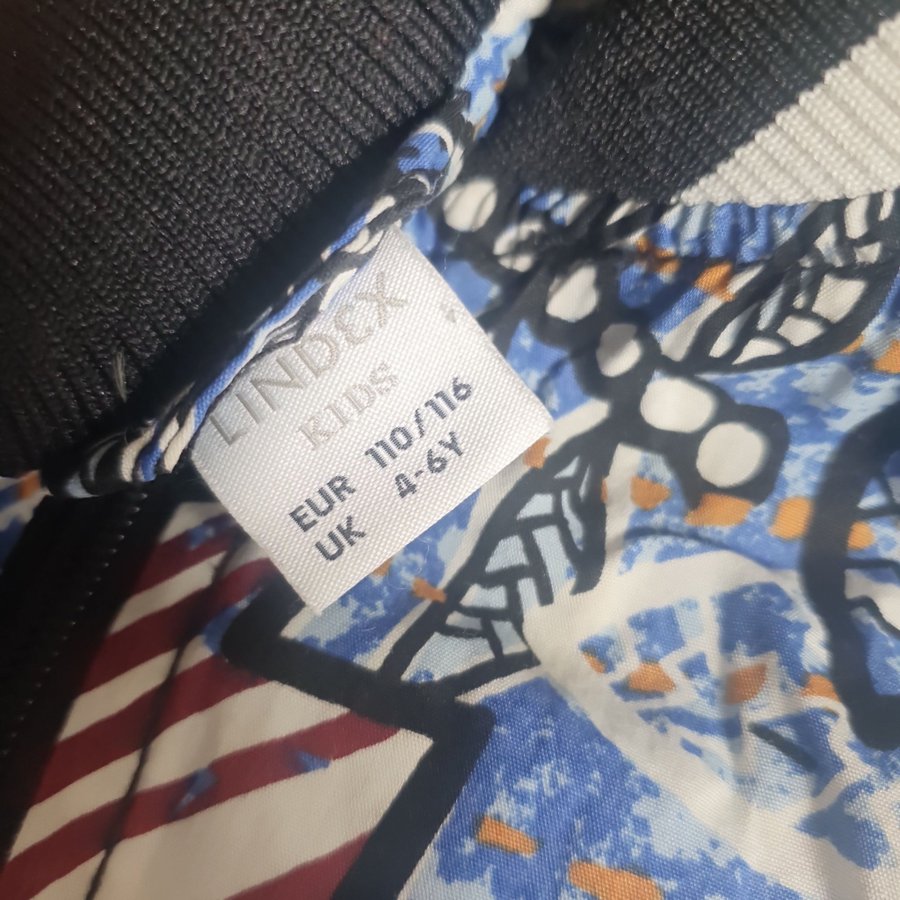 LINDEX
KIDS
EUR 110/116
UK 4-6Y